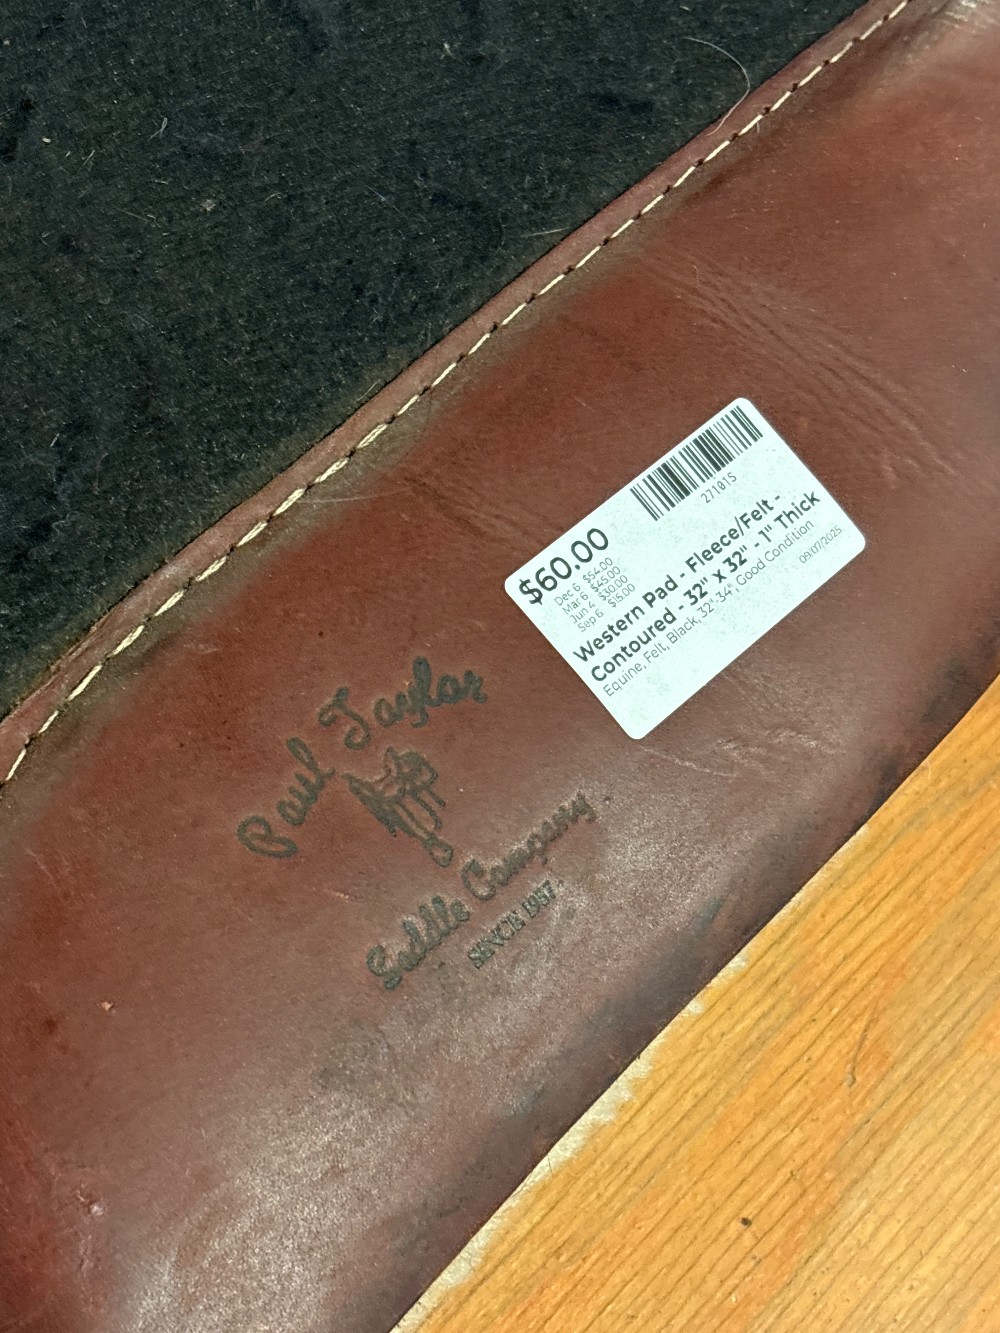 27101S
$60.00
Dec 6 $54.00
Mar 6 $45.00
Jun 4 $30.00
Sep 6 $15.00
Western Pad - Fleece/Felt -
Contoured - 32" X 32" - 1" Thick
Equine, Felt, Black, 32"-34", Good Condition
09/07/2025
Paul Taylor
Saddle Company
SINCE 1987